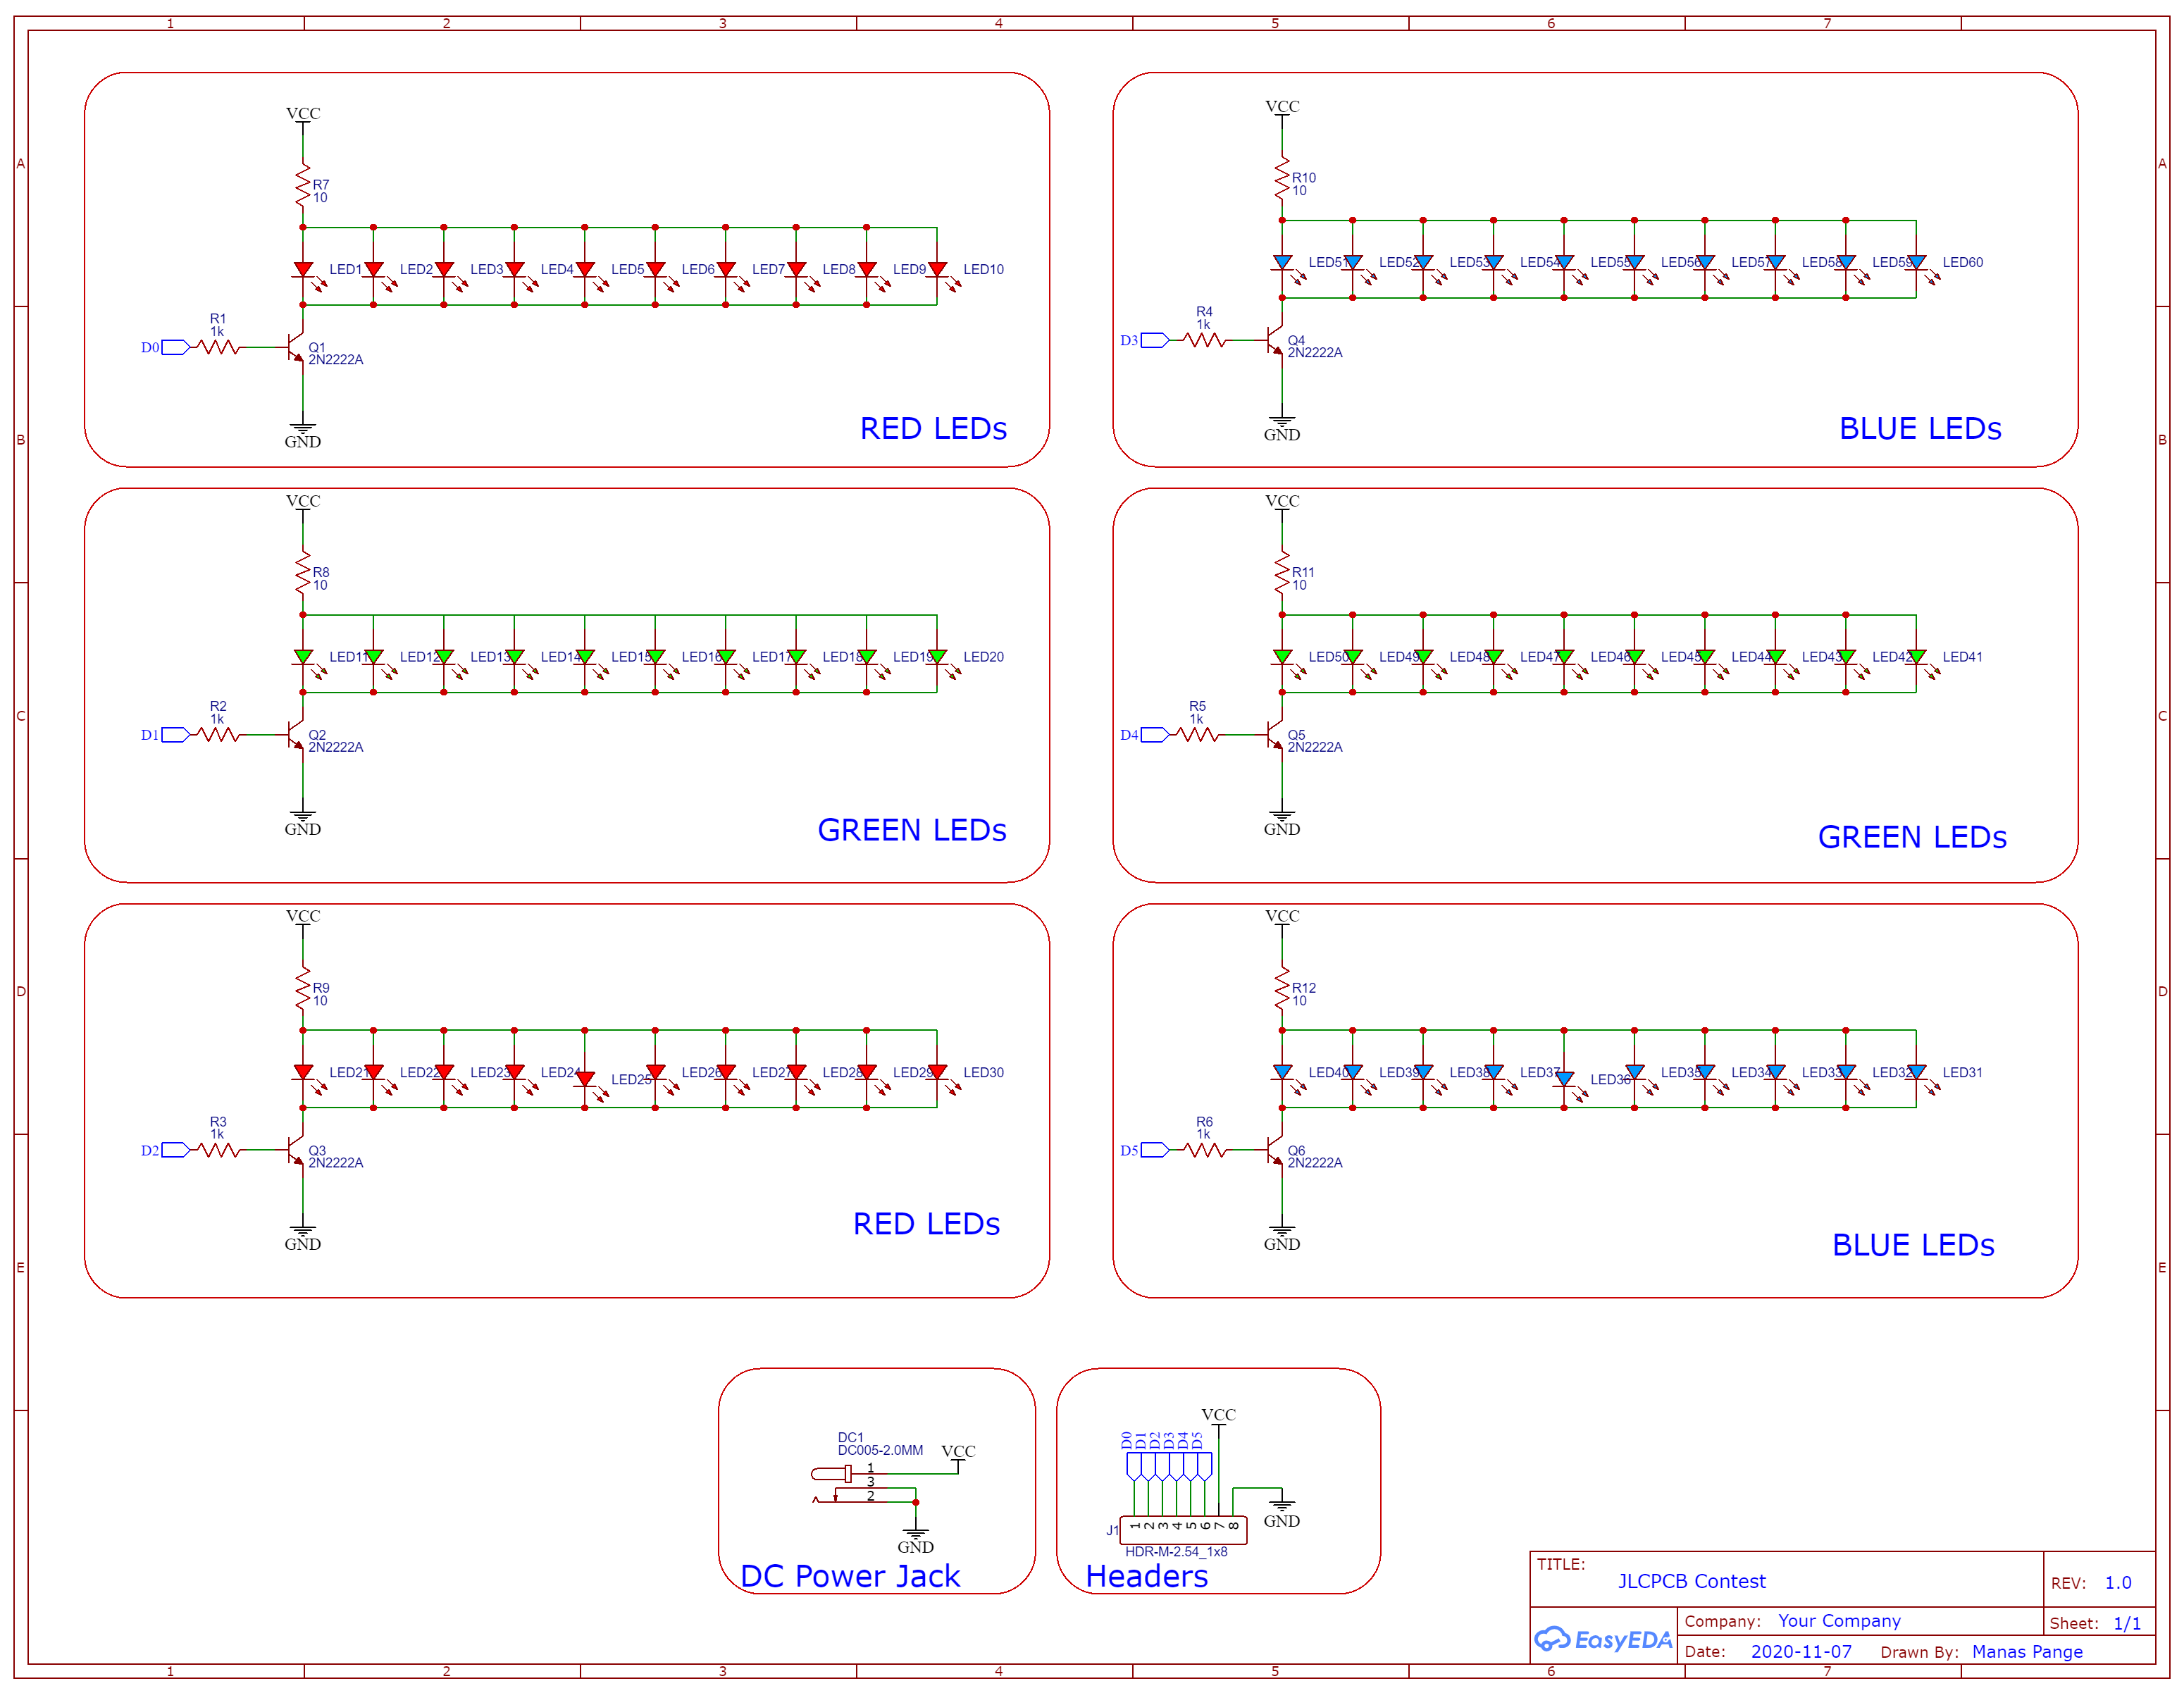 1 2 3 4 5 6 7
A A
B B
C C
D D
E E
VCC
R7
10
LED1 LED2 LED3 LED4 LED5 LED6 LED7 LED8 LED9 LED10
R1
1k
D0
Q1
2N2222A
GND
RED LEDs
VCC
R10
10
LED51 LED52 LED53 LED54 LED55 LED56 LED57 LED58 LED59 LED60
R4
1k
D3
Q4
2N2222A
GND
BLUE LEDs
VCC
R8
10
LED11 LED12 LED13 LED14 LED15 LED16 LED17 LED18 LED19 LED20
R2
1k
D1
Q2
2N2222A
GND
GREEN LEDs
VCC
R11
10
LED50 LED49 LED48 LED47 LED46 LED45 LED44 LED43 LED42 LED41
R5
1k
D4
Q5
2N2222A
GND
GREEN LEDs
VCC
R9
10
LED21 LED22 LED23 LED24 LED25 LED26 LED27 LED28 LED29 LED30
R3
1k
D2
Q3
2N2222A
GND
RED LEDs
VCC
R12
10
LED40 LED39 LED38 LED37 LED36 LED35 LED34 LED33 LED32 LED31
R6
1k
D5
Q6
2N2222A
GND
BLUE LEDs
DC1
DC005-2.0MM
VCC
1
3
2
GND
DC Power Jack
VCC
D0 D1 D2 D3 D4 D5
1 2 3 4 5 6 7 8
GND
J1
HDR-M-2.54_1x8
Headers
TITLE:
JLCPCB Contest
REV: 1.0
EasyEDA
Company: Your Company
Sheet: 1/1
Date: 2020-11-07 Drawn By: Manas Pange
1 2 3 4 5 6 7